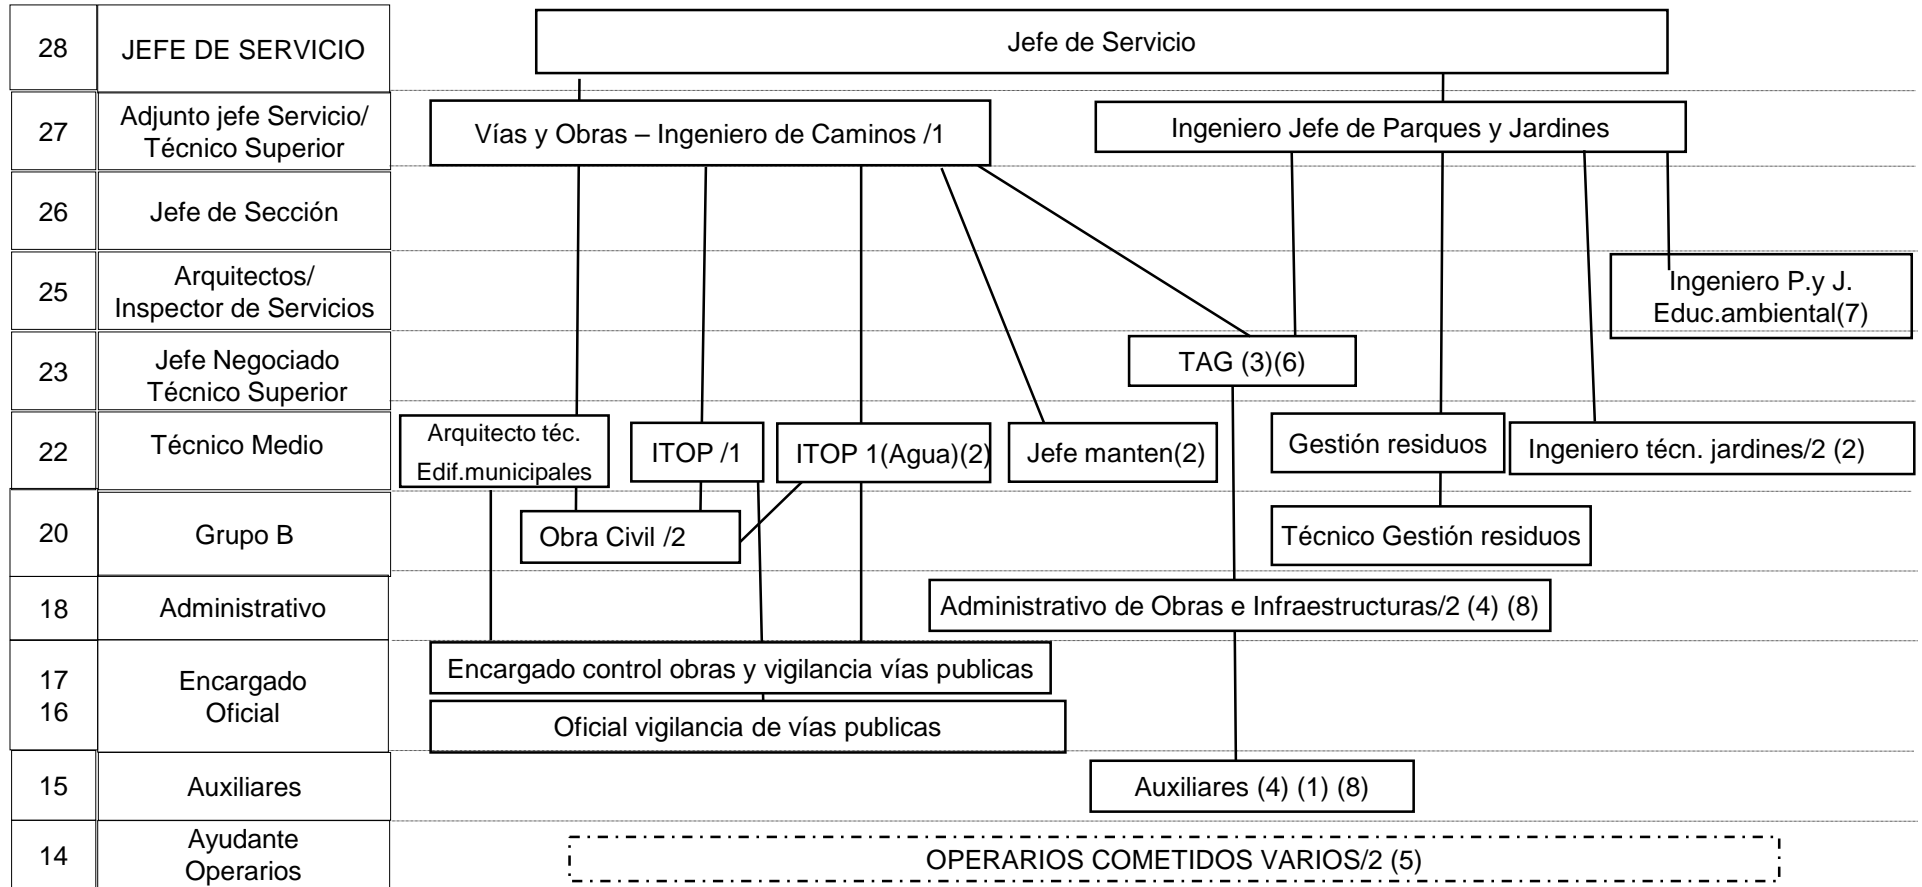 28
JEFE DE SERVICIO
Jefe de Servicio
27
Adjunto jefe Servicio/
Técnico Superior
Vías y Obras – Ingeniero de Caminos /1
Ingeniero Jefe de Parques y Jardines
26
Jefe de Sección
25
Arquitectos/
Inspector de Servicios
Ingeniero P.y J.
Educ.ambiental(7)
23
Jefe Negociado
Técnico Superior
TAG (3)(6)
22
Técnico Medio
Arquitecto téc.
Edif.municipales
ITOP /1
ITOP 1(Agua)(2)
Jefe manten(2)
Gestión residuos
Ingeniero técn. jardines/2 (2)
20
Grupo B
Obra Civil /2
Técnico Gestión residuos
18
Administrativo
Administrativo de Obras e Infraestructuras/2 (4) (8)
17
16
Encargado
Oficial
Encargado control obras y vigilancia vías publicas
Oficial vigilancia de vías publicas
15
Auxiliares
Auxiliares (4) (1) (8)
14
Ayudante
Operarios
OPERARIOS COMETIDOS VARIOS/2 (5)